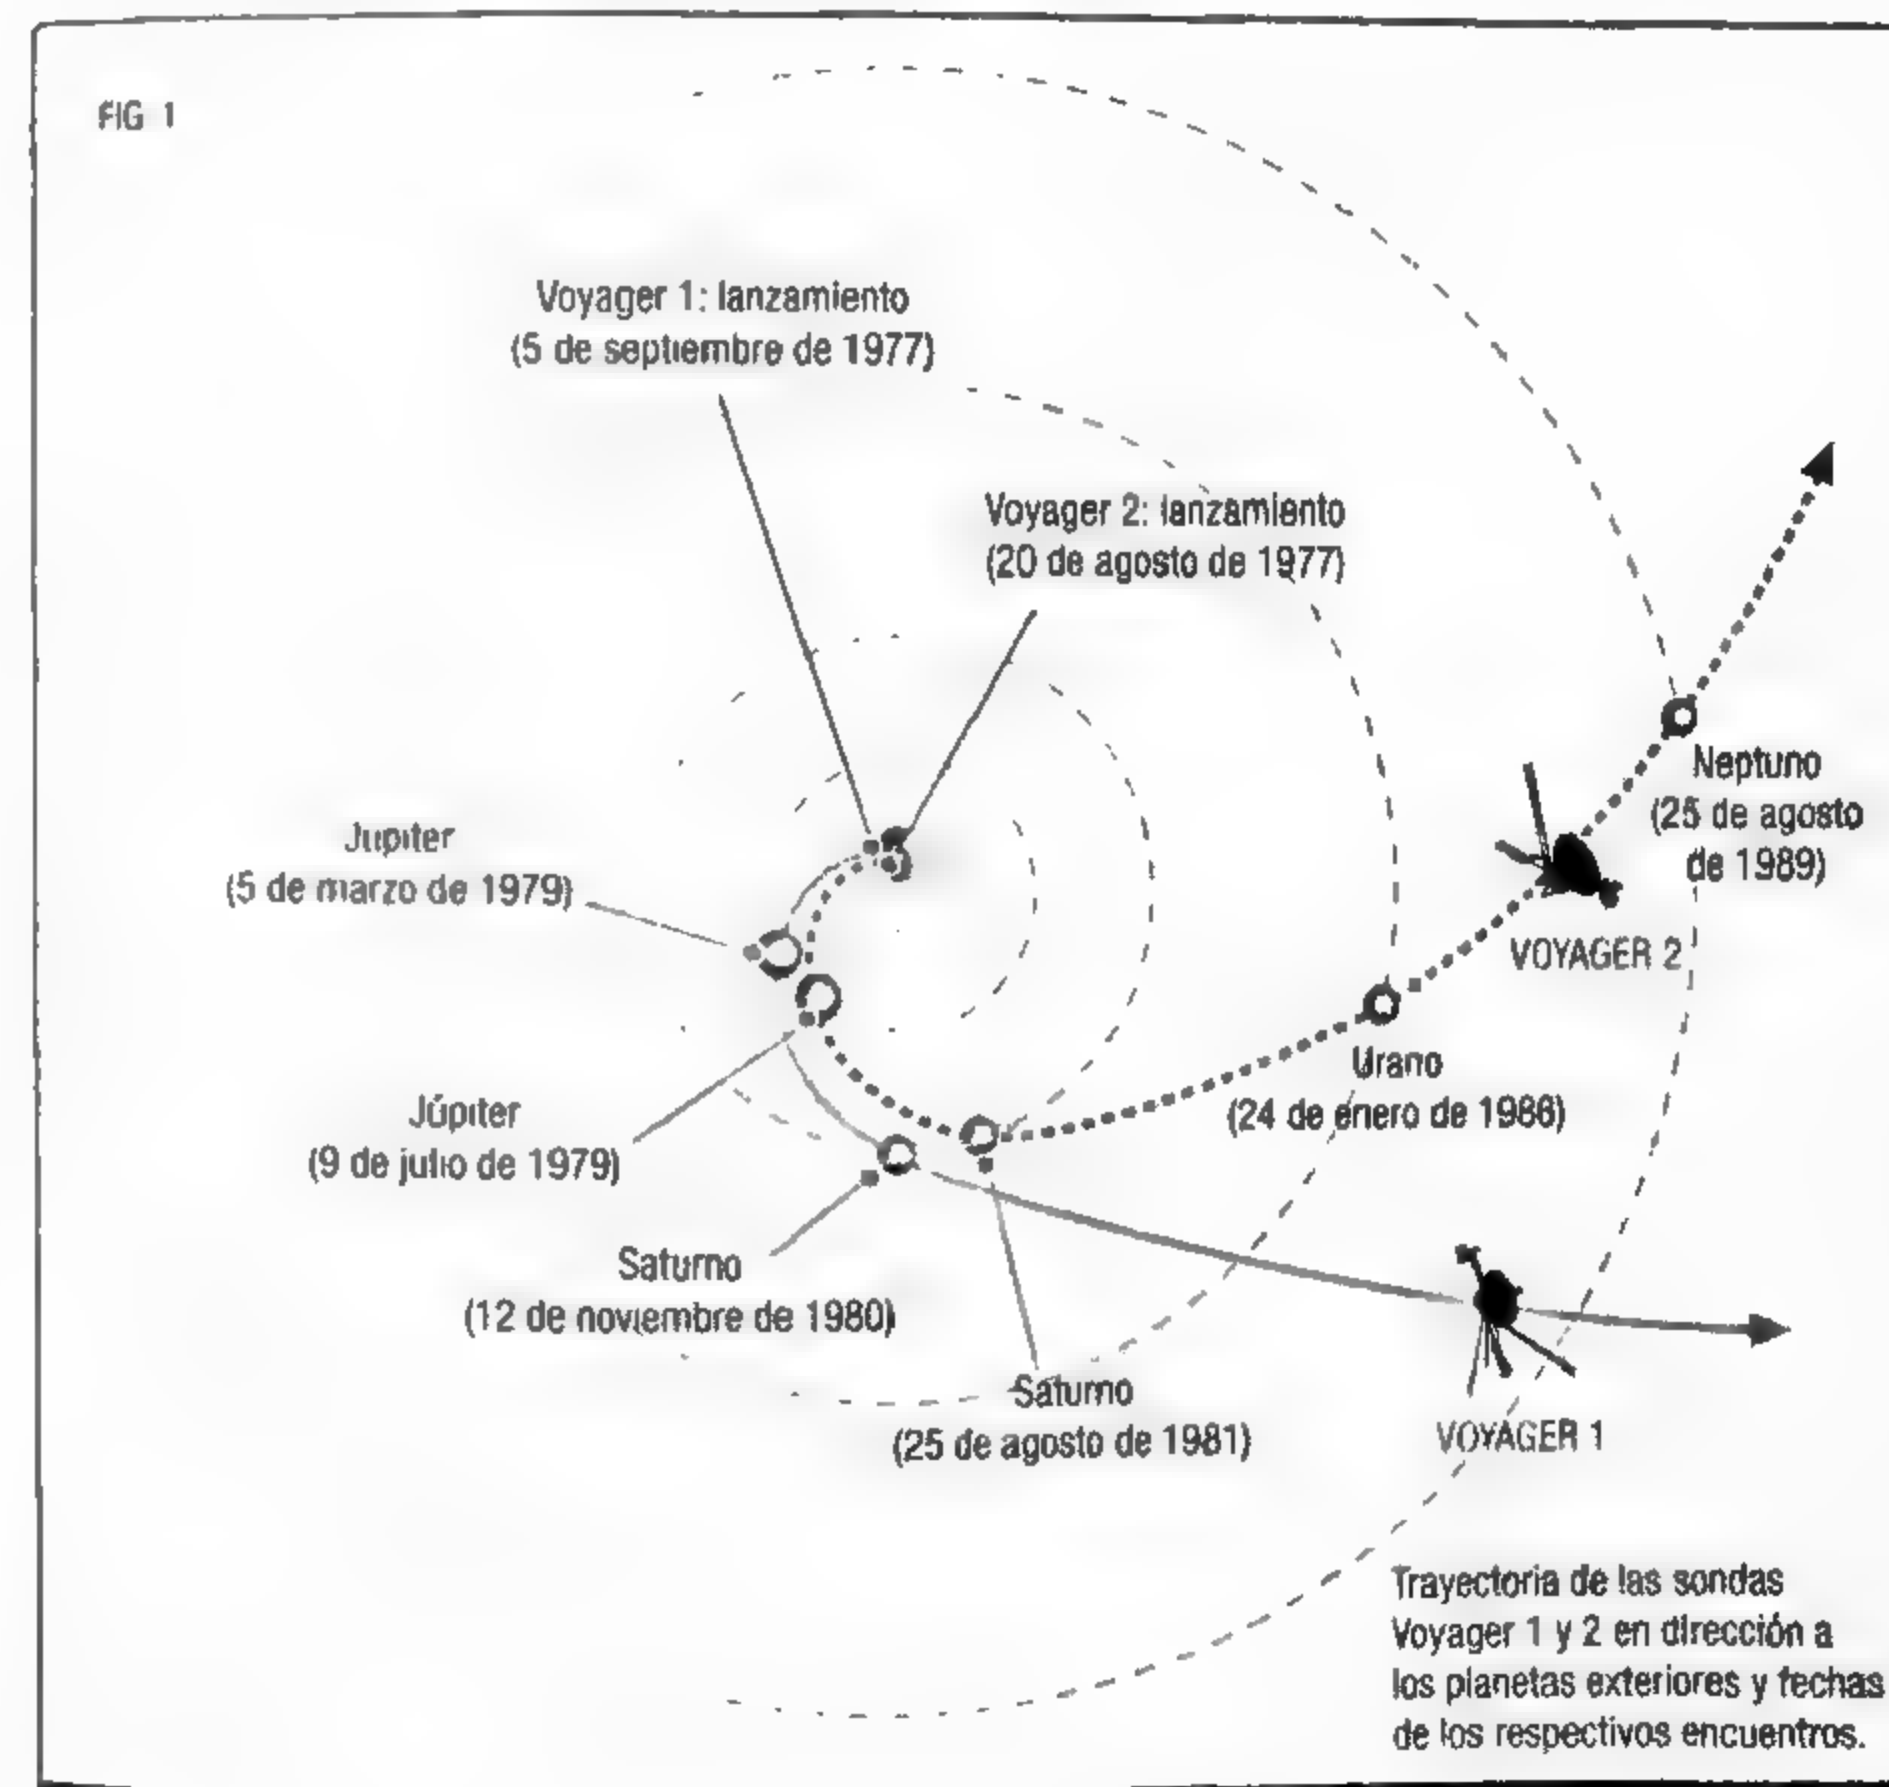 FIG 1
Voyager 1: lanzamiento
(5 de septiembre de 1977)
Voyager 2: lanzamiento
(20 de agosto de 1977)
Neptuno
(25 de agosto
de 1989)
Jupiter
(5 de marzo de 1979)
VOYAGER 2
Urano
(24 de enero de 1986)
Júpiter
(9 de julio de 1979)
Saturno
(12 de noviembre de 1980)
Saturno
(25 de agosto de 1981)
VOYAGER 1
Trayectoria de las sondas
Voyager 1 y 2 en dirección a
los planetas exteriores y fechas
de los respectivos encuentros.